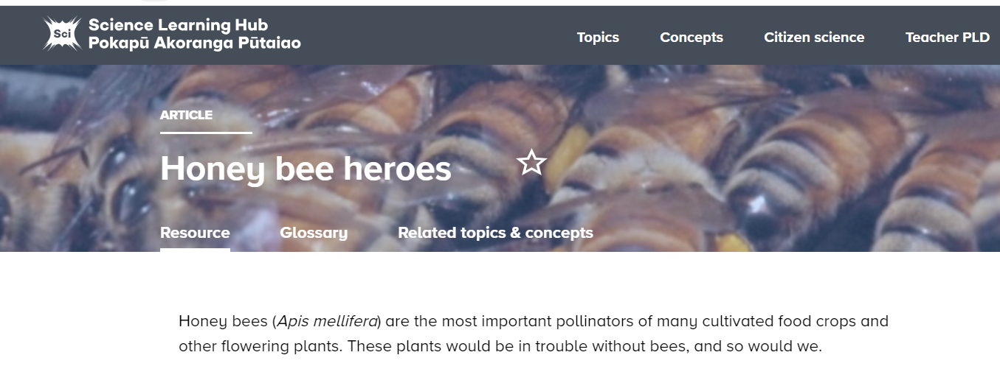 Sci
Science Learning Hub
Pokapū Akoranga Pūtaiao
Topics Concepts Citizen science Teacher PLD
ARTICLE
Honey bee heroes
Resource Glossary Related topics & concepts
Honey bees (Apis mellifera) are the most important pollinators of many cultivated food crops and
other flowering plants. These plants would be in trouble without bees, and so would we.